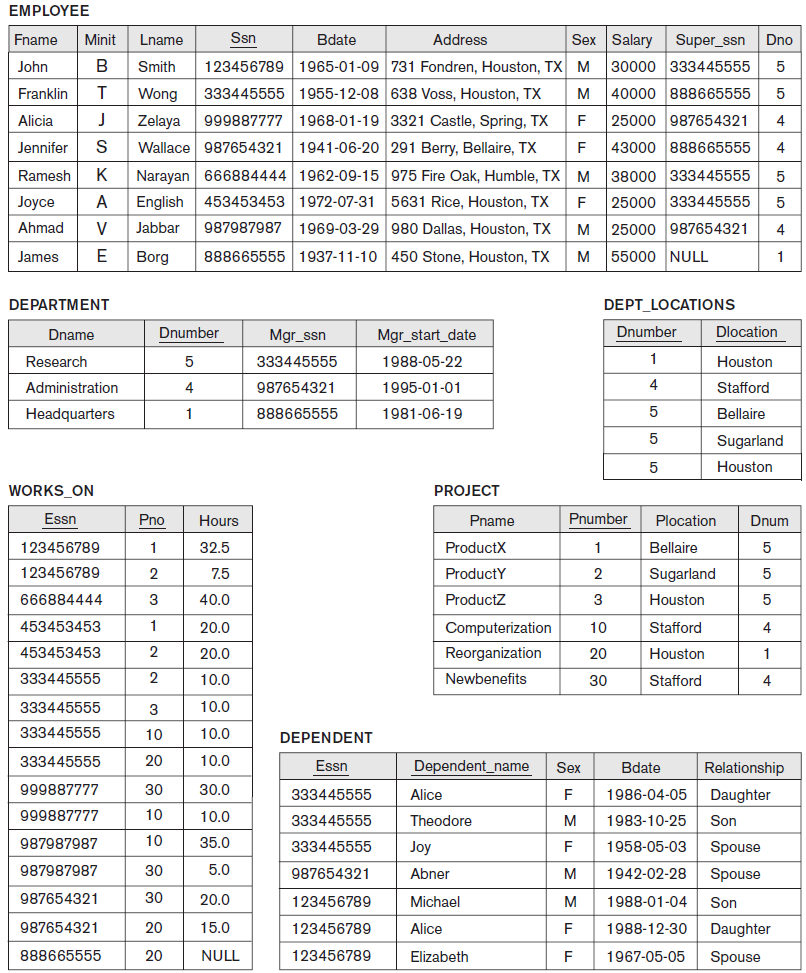 EMPLOYEE
Fname Minit Lname Ssn Bdate Address Sex Salary Super_ssn Dno
John B Smith 123456789 1965-01-09 731 Fondren, Houston, TX M 30000 333445555 5
Franklin T Wong 333445555 1955-12-08 638 Voss, Houston, TX M 40000 888665555 5
Alicia J Zelaya 999887777 1968-01-19 3321 Castle, Spring, TX F 25000 987654321 4
Jennifer S Wallace 987654321 1941-06-20 291 Berry, Bellaire, TX F 43000 888665555 4
Ramesh K Narayan 666884444 1962-09-15 975 Fire Oak, Humble, TX M 38000 333445555 5
Joyce A English 453453453 1972-07-31 5631 Rice, Houston, TX F 25000 333445555 5
Ahmad V Jabbar 987987987 1969-03-29 980 Dallas, Houston, TX M 25000 987654321 4
James E Borg 888665555 1937-11-10 450 Stone, Houston, TX M 55000 NULL 1
DEPARTMENT
Dname Dnumber Mgr_ssn Mgr_start_date
Research 5 333445555 1988-05-22
Administration 4 987654321 1995-01-01
Headquarters 1 888665555 1981-06-19
DEPT_LOCATIONS
Dnumber Dlocation
1 Houston
4 Stafford
5 Bellaire
5 Sugarland
5 Houston
WORKS_ON
Essn Pno Hours
123456789 1 32.5
123456789 2 7.5
666884444 3 40.0
453453453 1 20.0
453453453 2 20.0
333445555 2 10.0
333445555 3 10.0
333445555 10 10.0
333445555 20 10.0
999887777 30 30.0
999887777 10 10.0
987987987 10 35.0
987987987 30 5.0
987654321 30 20.0
987654321 20 15.0
888665555 20 NULL
PROJECT
Pname Pnumber Plocation Dnum
ProductX 1 Bellaire 5
ProductY 2 Sugarland 5
ProductZ 3 Houston 5
Computerization 10 Stafford 4
Reorganization 20 Houston 1
Newbenefits 30 Stafford 4
DEPENDENT
Essn Dependent_name Sex Bdate Relationship
333445555 Alice F 1986-04-05 Daughter
333445555 Theodore M 1983-10-25 Son
333445555 Joy F 1958-05-03 Spouse
987654321 Abner M 1942-02-28 Spouse
123456789 Michael M 1988-01-04 Son
123456789 Alice F 1988-12-30 Daughter
123456789 Elizabeth F 1967-05-05 Spouse